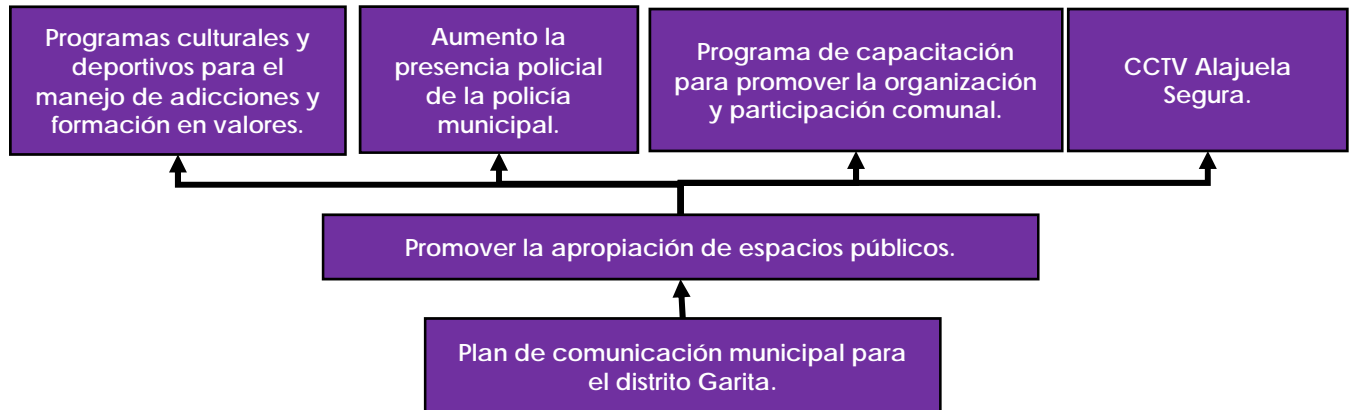 Programas culturales y
deportivos para el
manejo de adicciones y
formación en valores.
Aumento la
presencia policial
de la policía
municipal.
Programa de capacitación
para promover la organización
y participación comunal.
CCTV Alajuela
Segura.
Promover la apropiación de espacios públicos.
Plan de comunicación municipal para
el distrito Garita.